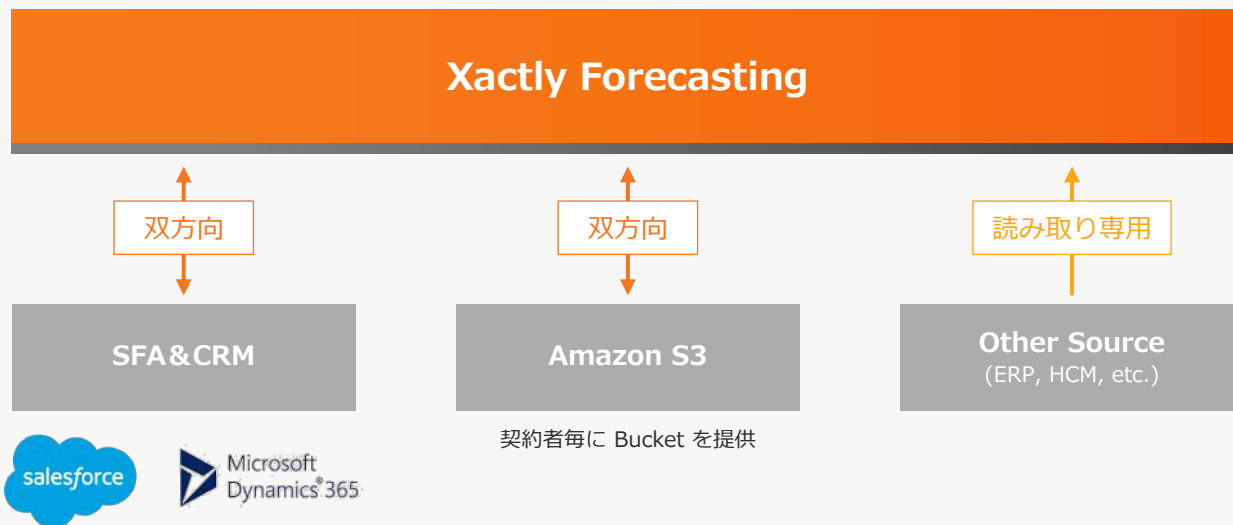 Xactly Forecasting
双方向
双方向
読み取り専用
SFA&CRM
Amazon S3
Other Source
(ERP, HCM, etc.)
契約者毎に Bucket を提供
salesforce
Microsoft
Dynamics® 365